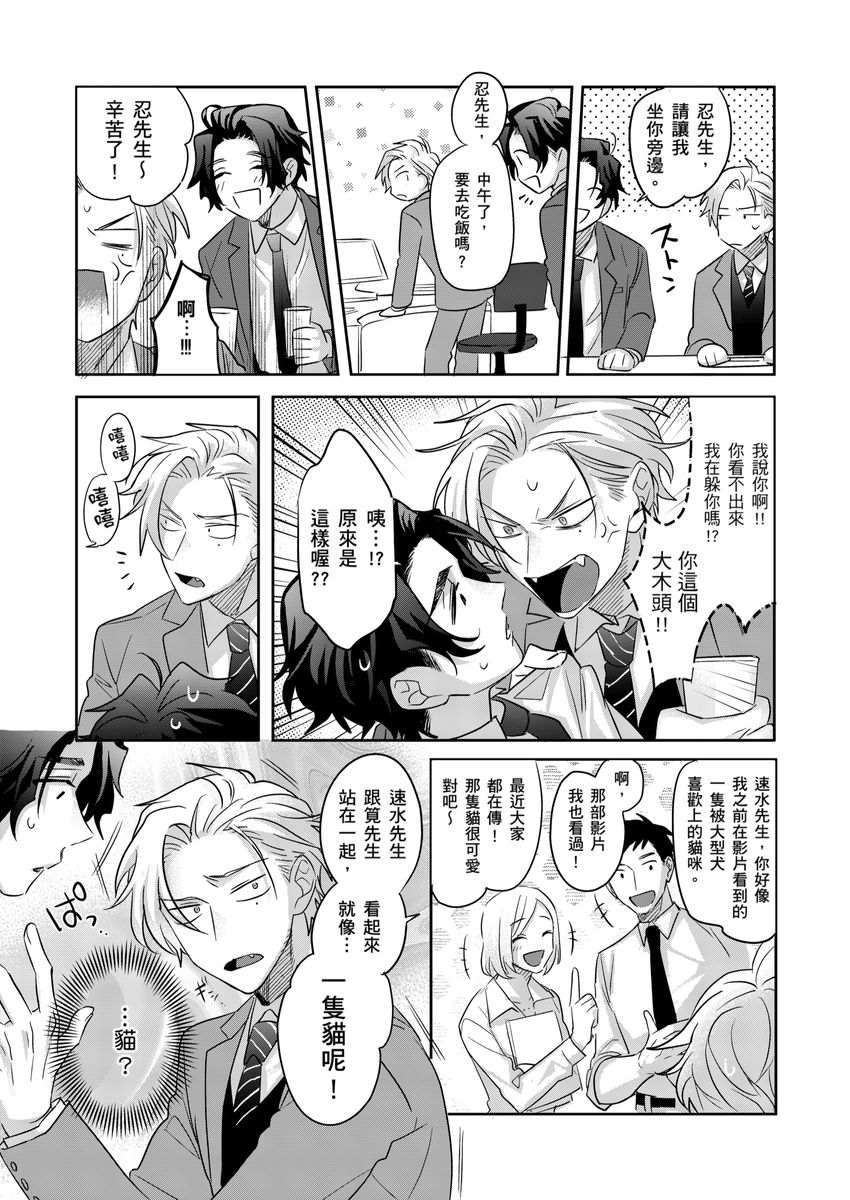 忍先生，
請讓我
坐你旁邊。
ストン
忍先生，
中午了，
要去吃飯嗎？
忍先生～
辛苦了！
啊…!!!
我說你啊!!
你看不出來
我在躲你嗎!?
你這個
大木頭!!
咦…!?
原來是
這樣喔??
嘻嘻
嘻嘻
速水先生，你好像
我之前在影片看到的
一隻被大型犬
喜歡上的貓咪。
啊，
那部影片
我也看過！
最近大家
都在傳！
那隻貓很可愛
對吧～
速水先生
跟筧先生
站在一起，
看起來
就像…
一隻貓呢！
ぱっ
…貓？